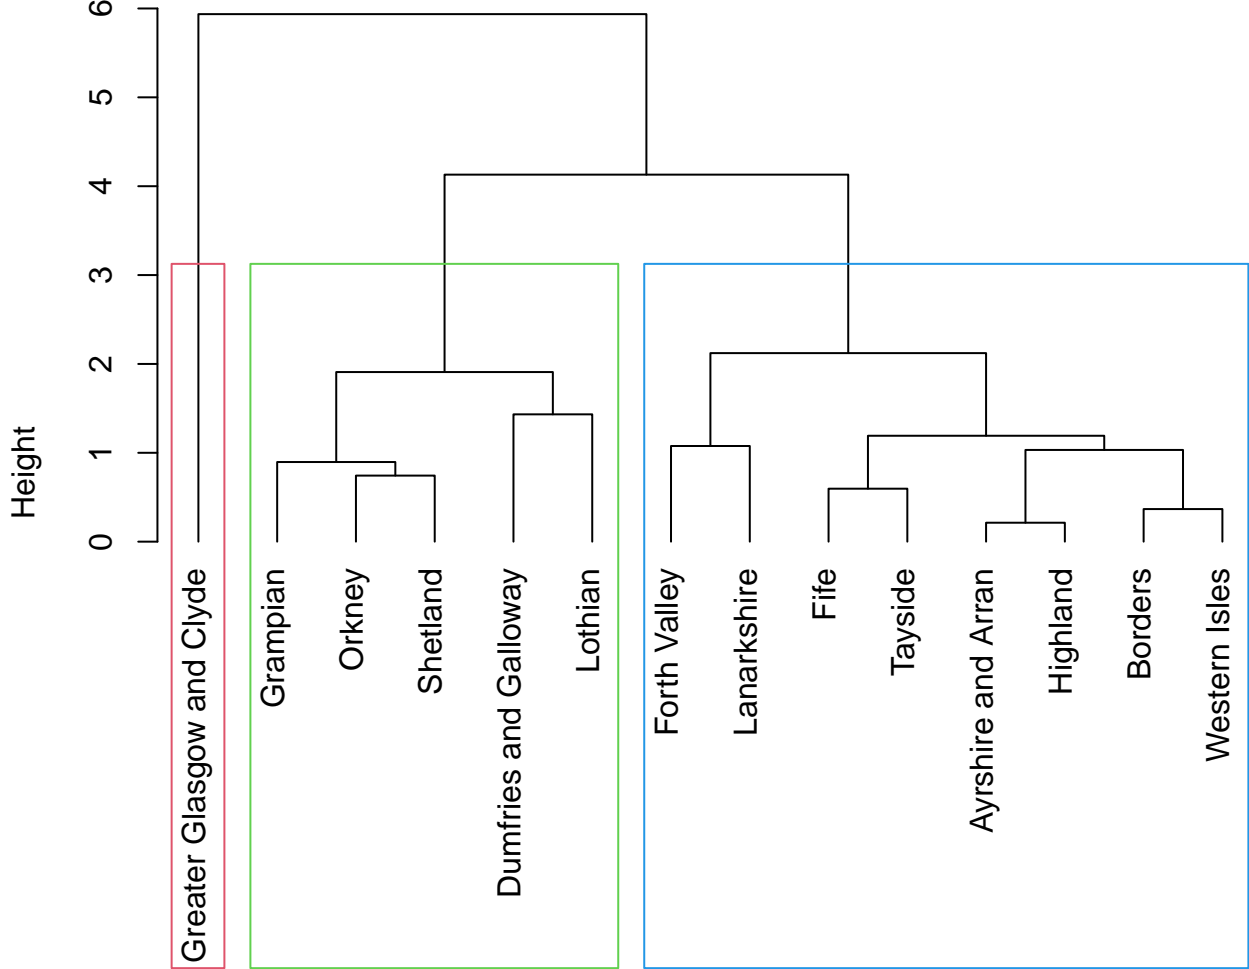 Height
6
5
4
3
2
1
0
Greater Glasgow and Clyde
Grampian
Orkney
Shetland
Dumfries and Galloway
Lothian
Forth Valley
Lanarkshire
Fife
Tayside
Ayrshire and Arran
Highland
Borders
Western Isles